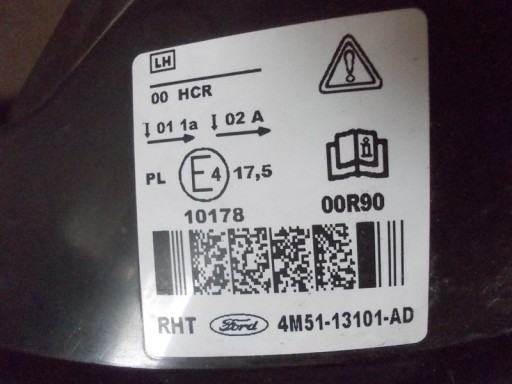 LH
00 HCR
01 1a 02 A
PL E4 17,5
10178 00R90
RHT Ford 4M51-13101-AD